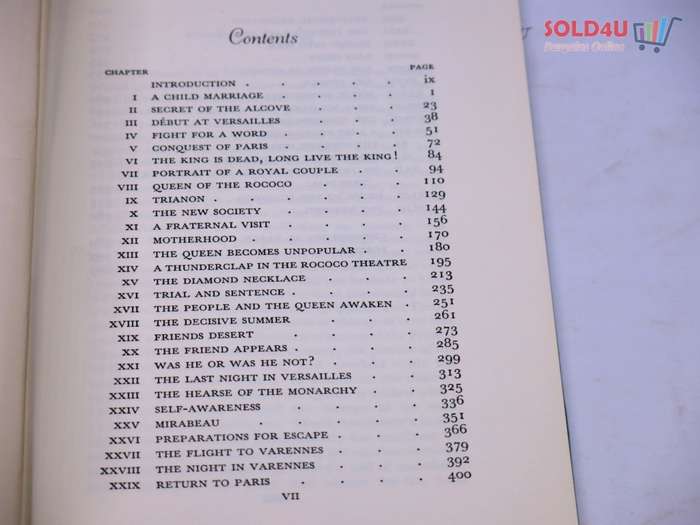 SOLD4U
Bargains Online
Contents
CHAPTER PAGE
INTRODUCTION . . . . . ix
I A CHILD MARRIAGE . . . . . 1
II SECRET OF THE ALCOVE . . . . 23
III DÉBUT AT VERSAILLES . . . . 38
IV FIGHT FOR A WORD . . . . . 51
V CONQUEST OF PARIS . . . . . 72
VI THE KING IS DEAD, LONG LIVE THE KING! 84
VII PORTRAIT OF A ROYAL COUPLE . . . 94
VIII QUEEN OF THE ROCOCO . . . . 110
IX TRIANON . . . . . . 129
X THE NEW SOCIETY . . . . 144
XI A FRATERNAL VISIT . . . . 156
XII MOTHERHOOD . . . . . 170
XIII THE QUEEN BECOMES UNPOPULAR . . 180
XIV A THUNDERCLAP IN THE ROCOCO THEATRE 195
XV THE DIAMOND NECKLACE . . . 213
XVI TRIAL AND SENTENCE . . . . 235
XVII THE PEOPLE AND THE QUEEN AWAKEN . 251
XVIII THE DECISIVE SUMMER . . . 261
XIX FRIENDS DESERT . . . . 273
XX THE FRIEND APPEARS . . . . 285
XXI WAS HE OR WAS HE NOT? . . . 299
XXII THE LAST NIGHT IN VERSAILLES . . 313
XXIII THE HEARSE OF THE MONARCHY . . 325
XXIV SELF-AWARENESS . . . . 336
XXV MIRABEAU . . . . . 351
XXVI PREPARATIONS FOR ESCAPE . . . 366
XXVII THE FLIGHT TO VARENNES . . . 379
XXVIII THE NIGHT IN VARENNES . . . 392
XXIX RETURN TO PARIS . . . . 400
VII